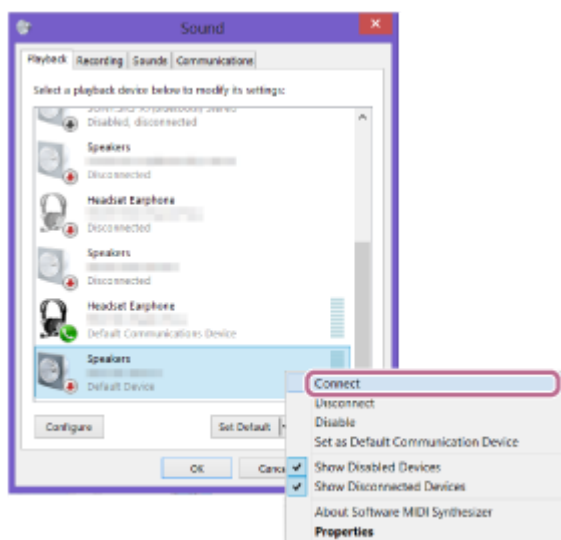 Sound
Playback Recording Sounds Communications
Select a playback device below to modify its settings:
Disabled, disconnected
Speakers
Disconnected
Headset Earphone
Disconnected
Speakers
Disconnected
Headset Earphone
Default Communications Device
Speakers
Default Device
Configure Set Default
OK
Connect
Disconnect
Disable
Set as Default Communication Device
Show Disabled Devices
Show Disconnected Devices
About Software MIDI Synthesizer
Properties